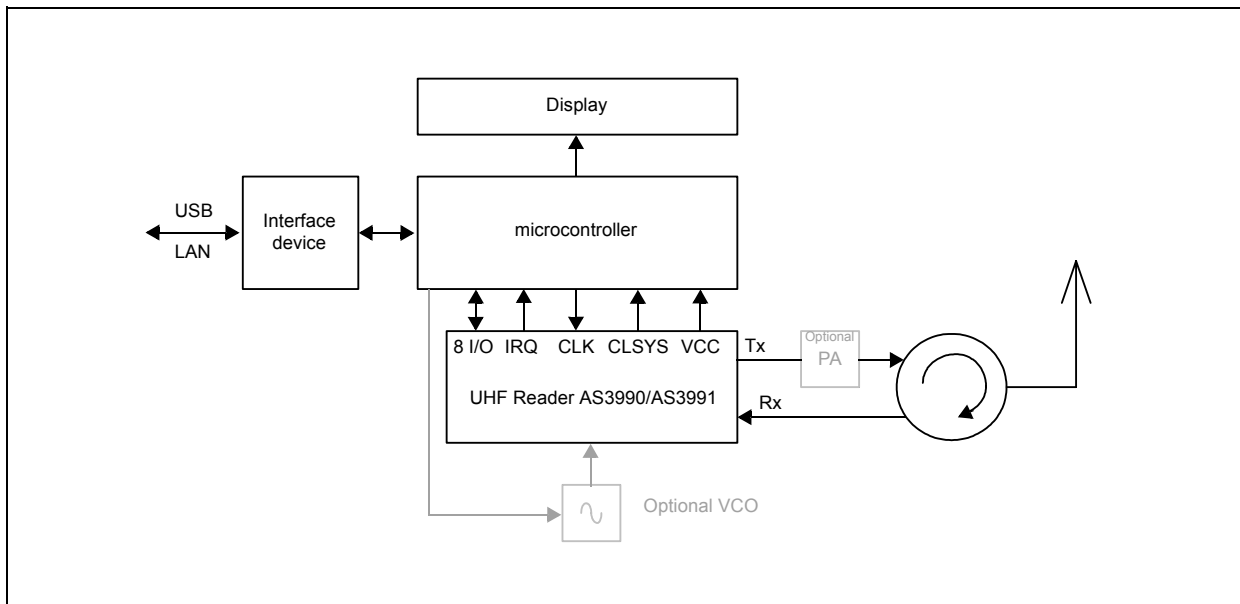 Display
USB
LAN
Interface
device
microcontroller
8 I/O IRQ CLK CLSYS VCC
UHF Reader AS3990/AS3991
Tx
Optional
PA
Rx
Optional VCO